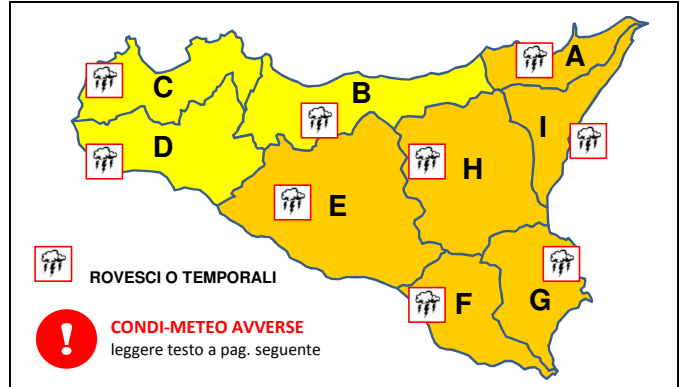 A
C
B
I
D
H
E
ROVESCI O TEMPORALI
F
G
CONDI-METEO AVVERSE
leggere testo a pag. seguente
!